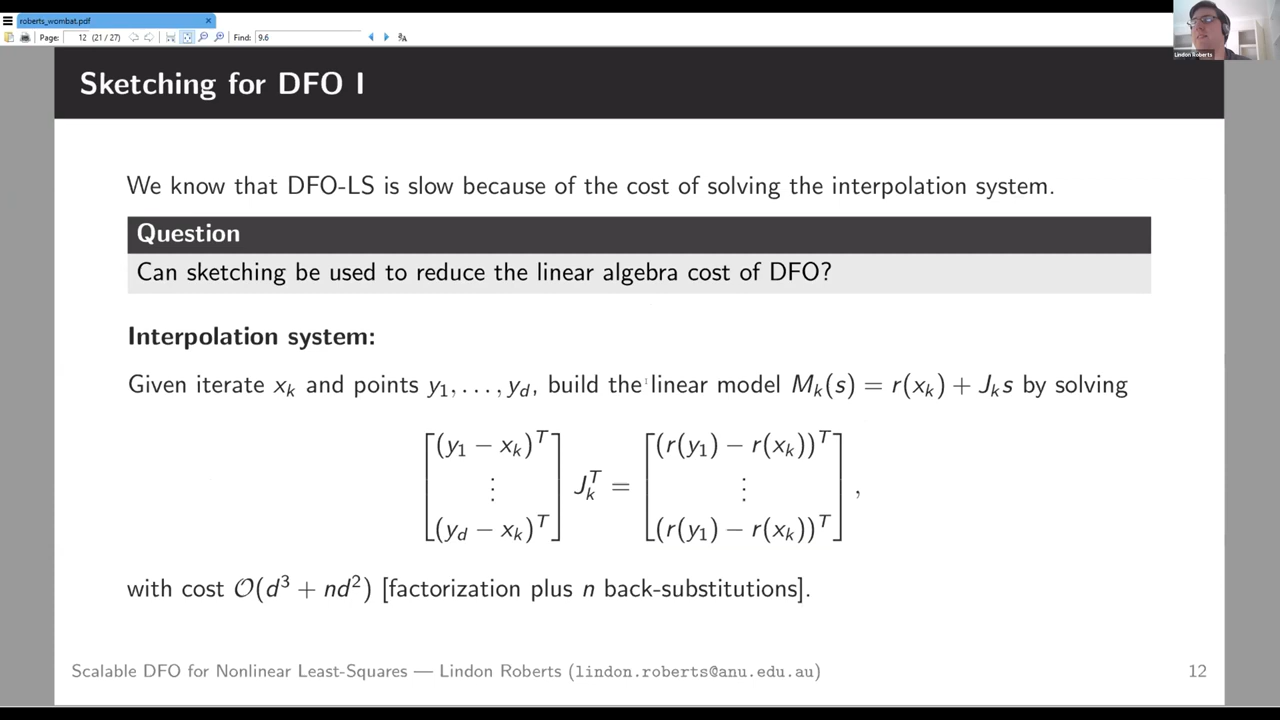 roberts_wombat.pdf
Page: 12 (21 / 27) Find: 9.6
Lindon Roberts
Sketching for DFO I
We know that DFO-LS is slow because of the cost of solving the interpolation system.
Question
Can sketching be used to reduce the linear algebra cost of DFO?
Interpolation system:
Given iterate x_k and points y_1, . . . , y_d, build the linear model M_k(s) = r(x_k) + J_k s by solving
[(y_1 − x_k)^T ⋮ (y_d − x_k)^T] J_k^T = [(r(y_1) − r(x_k))^T ⋮ (r(y_1) − r(x_k))^T],
with cost O(d^3 + nd^2) [factorization plus n back-substitutions].
Scalable DFO for Nonlinear Least-Squares — Lindon Roberts (lindon.roberts@anu.edu.au) 12